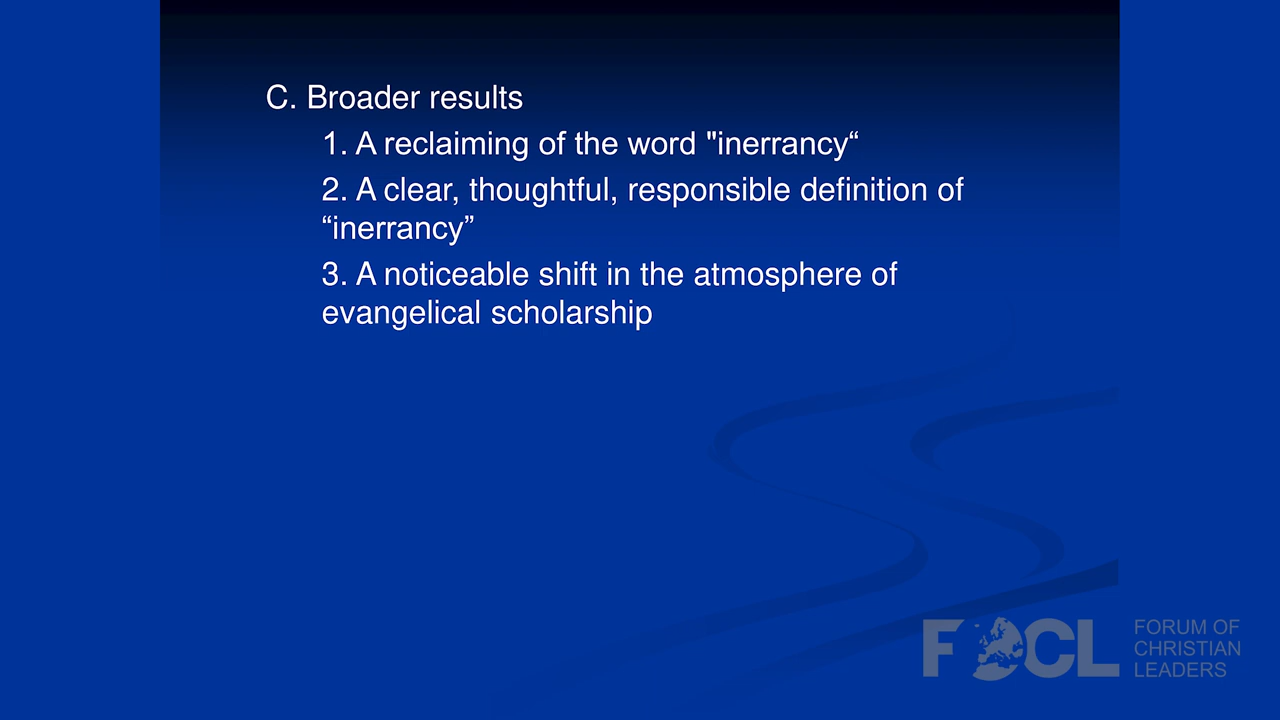 C. Broader results
1. A reclaiming of the word "inerrancy“
2. A clear, thoughtful, responsible definition of
“inerrancy”
3. A noticeable shift in the atmosphere of
evangelical scholarship
FOCL
FORUM OF
CHRISTIAN
LEADERS